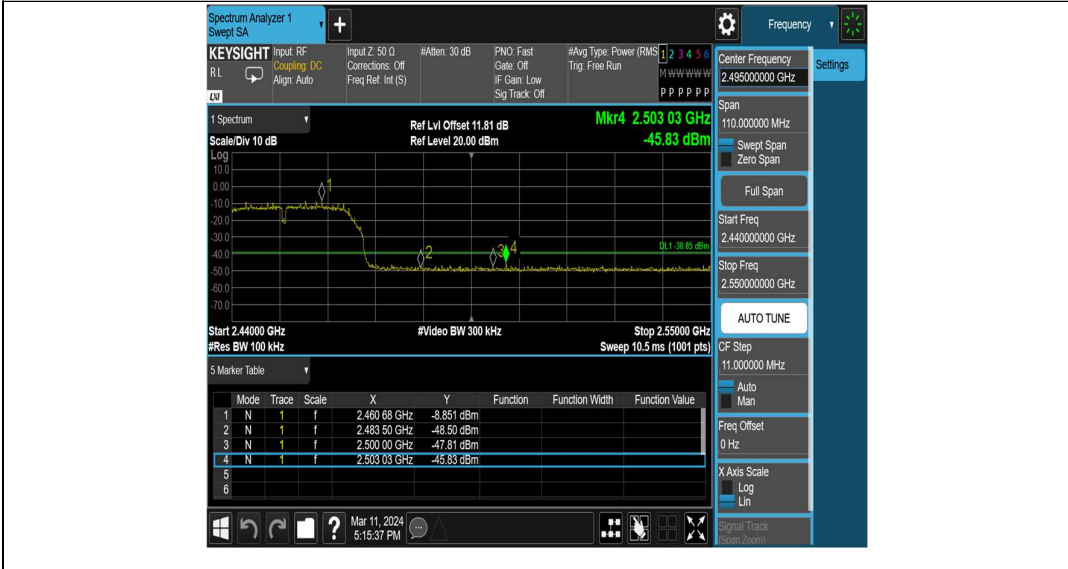 Spectrum Analyzer 1
Swept SA
+
Frequency
Settings
KEYSIGHT
RL
LXI
Input: RF
Coupling: DC
Align: Auto
Input Z: 50 Ω
Corrections: Off
Freq Ref: Int (S)
#Atten: 30 dB
PNO: Fast
Gate: Off
IF Gain: Low
Sig Track: Off
#Avg Type: Power (RMS
Trig: Free Run
1 2 3 4 5 6
M W W W W W
P P P P P P
1 Spectrum
Scale/Div 10 dB
Ref Lvl Offset 11.81 dB
Ref Level 20.00 dBm
Mkr4 2.503 03 GHz
-45.83 dBm
Log
10.0
0.00
-10.0
-20.0
-30.0
-40.0
-50.0
-60.0
-70.0
1
2
3
4
DL1 -38.85 dBm
Start 2.44000 GHz
#Video BW 300 kHz
Stop 2.55000 GHz
#Res BW 100 kHz
Sweep 10.5 ms (1001 pts)
5 Marker Table
Mode Trace Scale X Y Function Function Width Function Value
1 N 1 f 2.460 68 GHz -8.851 dBm
2 N 1 f 2.483 50 GHz -48.50 dBm
3 N 1 f 2.500 00 GHz -47.81 dBm
4 N 1 f 2.503 03 GHz -45.83 dBm
5
6
?
Mar 11, 2024
5:15:37 PM
Center Frequency
2.495000000 GHz
Span
110.000000 MHz
Swept Span
Zero Span
Full Span
Start Freq
2.440000000 GHz
Stop Freq
2.550000000 GHz
AUTO TUNE
CF Step
11.000000 MHz
Auto
Man
Freq Offset
0 Hz
X Axis Scale
Log
Lin
Signal Track
(Span Zoom)